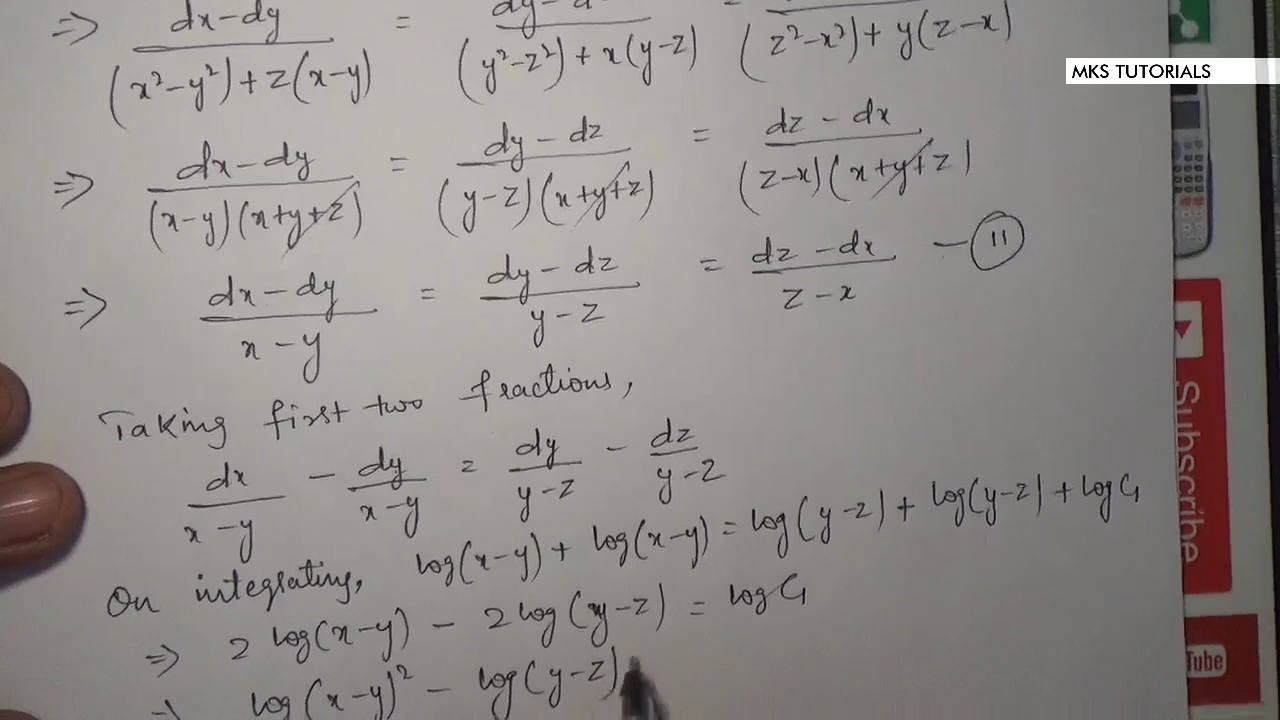 ⇒ dx-dy / (x²-y²)+z(x-y) = dy-d / (y²-z²)+x(y-z) = / (z²-x²)+y(z-x)
MKS TUTORIALS
⇒ dx-dy / (x-y)(x+y+z) = dy-dz / (y-z)(x+y+z) = dz-dx / (z-x)(x+y+z)
⇒ dx-dy / x-y = dy-dz / y-z = dz-dx / z-x — (11)
Taking first two fractions,
dx / x-y - dy / x-y = dy / y-z - dz / y-z
On integrating, log(x-y) + log(x-y) = log(y-z) + log(y-z) + log C₁
⇒ 2 log(x-y) - 2 log(y-z) = log C₁
log(x-y)² - log(y-z)
Subscribe
Tube